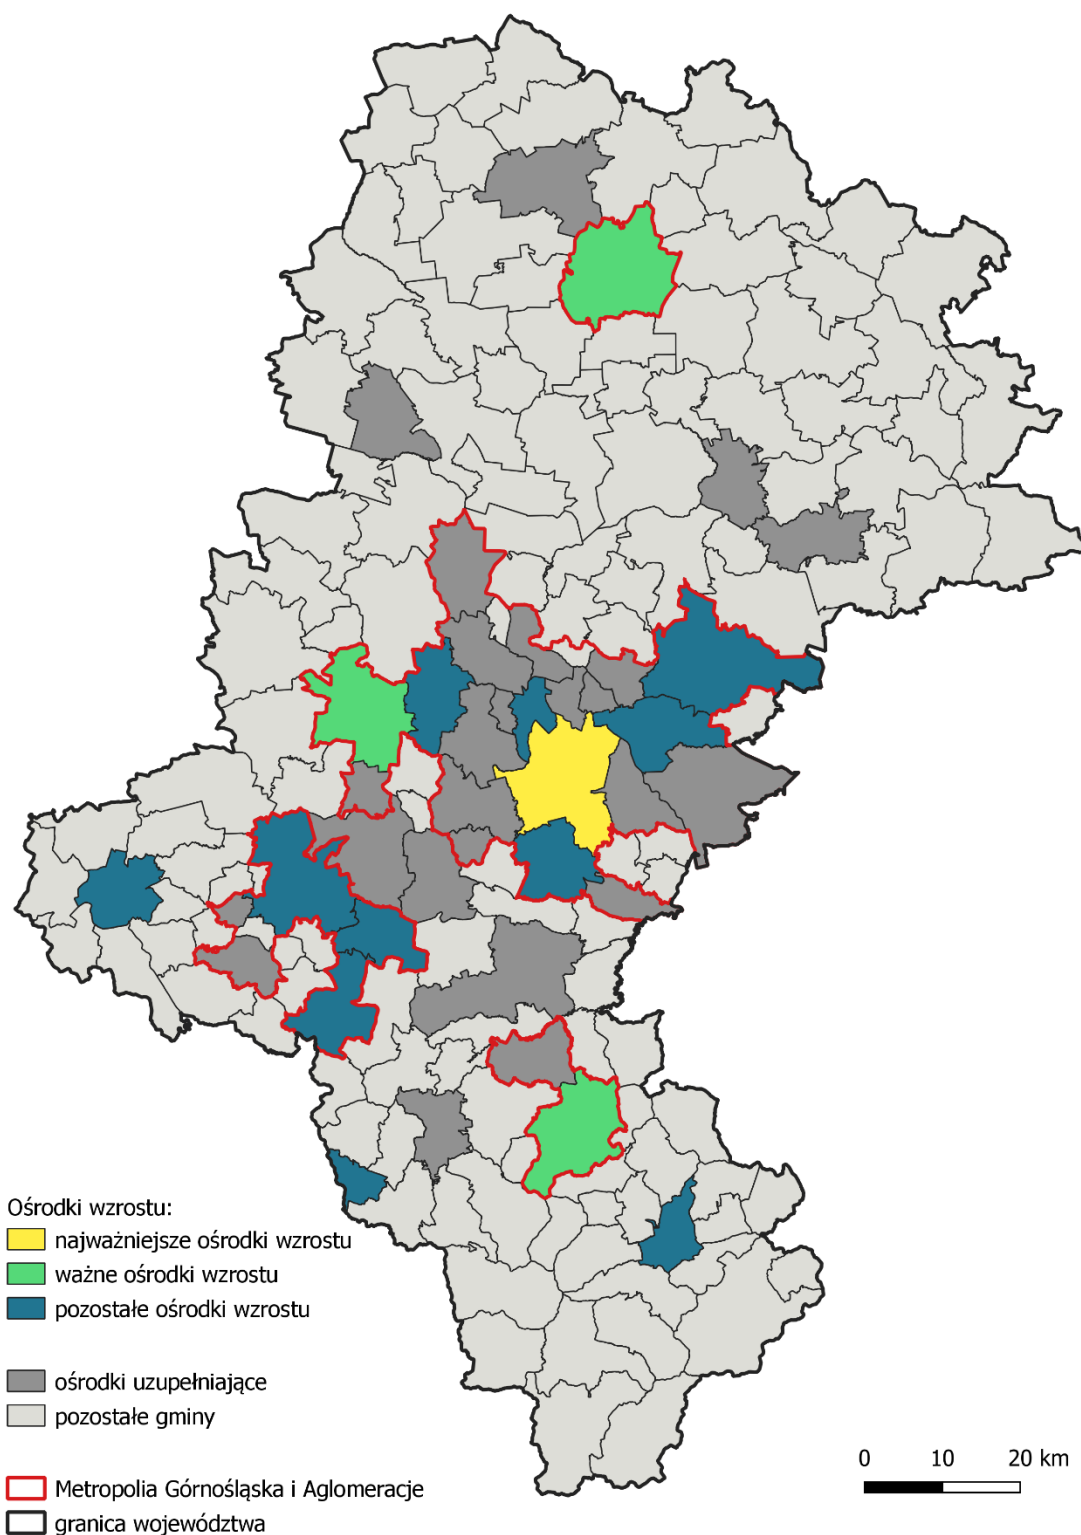 Ośrodki wzrostu:
najważniejsze ośrodki wzrostu
ważne ośrodki wzrostu
pozostałe ośrodki wzrostu
ośrodki uzupełniające
pozostałe gminy
Metropolia Górnośląska i Aglomeracje
granica województwa
0 10 20 km